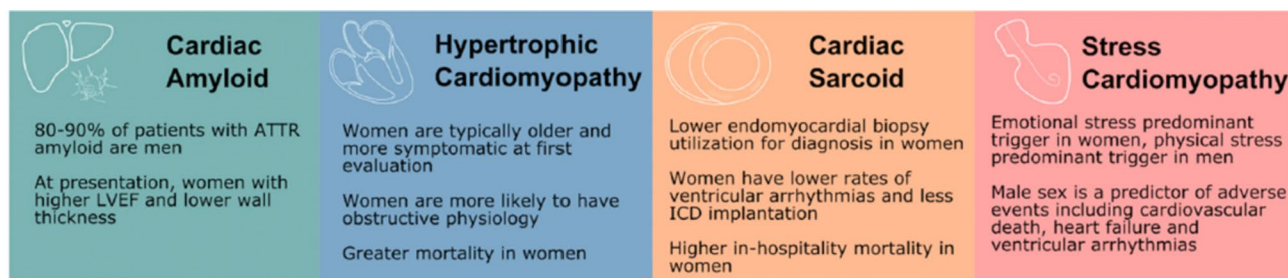 Cardiac
Amyloid
80-90% of patients with ATTR
amyloid are men
At presentation, women with
higher LVEF and lower wall
thickness
Hypertrophic
Cardiomyopathy
Women are typically older and
more symptomatic at first
evaluation
Women are more likely to have
obstructive physiology
Greater mortality in women
Cardiac
Sarcoid
Lower endomyocardial biopsy
utilization for diagnosis in women
Women have lower rates of
ventricular arrhythmias and less
ICD implantation
Higher in-hospitality mortality in
women
Stress
Cardiomyopathy
Emotional stress predominant
trigger in women, physical stress
predominant trigger in men
Male sex is a predictor of adverse
events including cardiovascular
death, heart failure and
ventricular arrhythmias